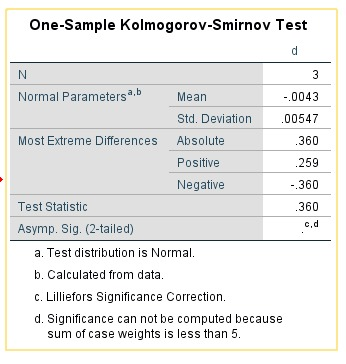 One-Sample Kolmogorov-Smirnov Test
d
N 3
Normal Parametersᵃ,ᵇ Mean -.0043
Std. Deviation .00547
Most Extreme Differences Absolute .360
Positive .259
Negative -.360
Test Statistic .360
Asymp. Sig. (2-tailed) .ᶜ,ᵈ
a. Test distribution is Normal.
b. Calculated from data.
c. Lilliefors Significance Correction.
d. Significance can not be computed because
sum of case weights is less than 5.